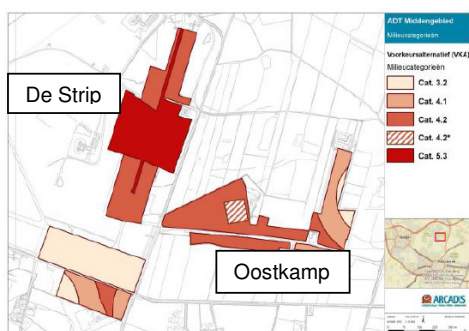 De Strip
Oostkamp
ADT Middengebied
Milieucategorieën
Voorkeursalternatief (VKA)
Milieucategorieën
Cat. 3.2
Cat. 4.1
Cat. 4.2
Cat. 4.2*
Cat. 5.3
ARCADIS